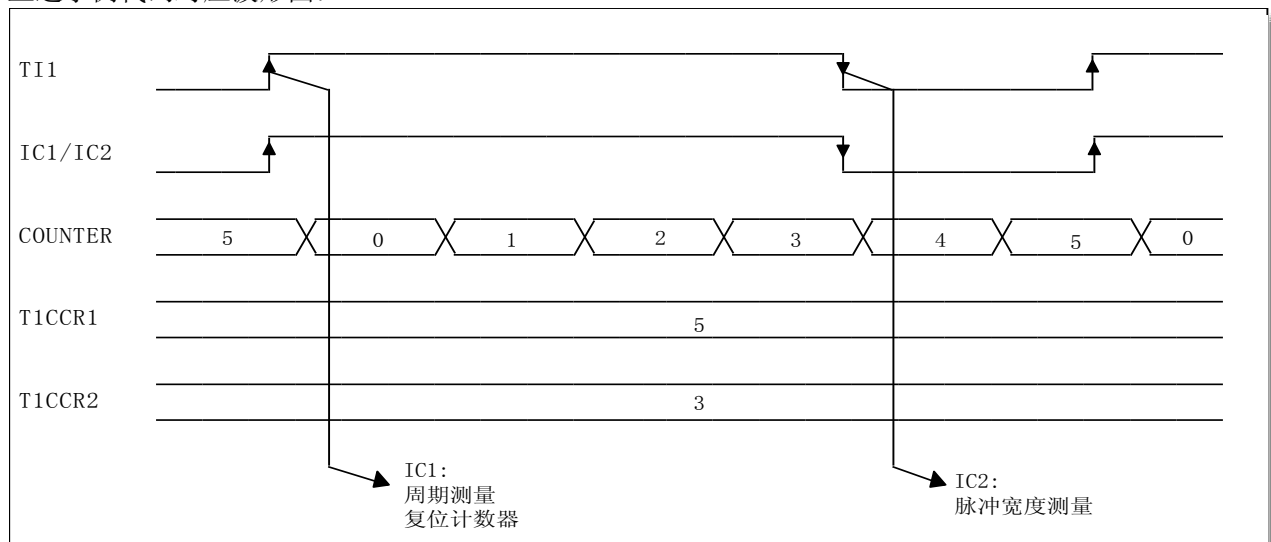 TI1
IC1/IC2
COUNTER 5 0 1 2 3 4 5 0
T1CCR1 5
T1CCR2 3
IC1:
周期测量
复位计数器
IC2:
脉冲宽度测量